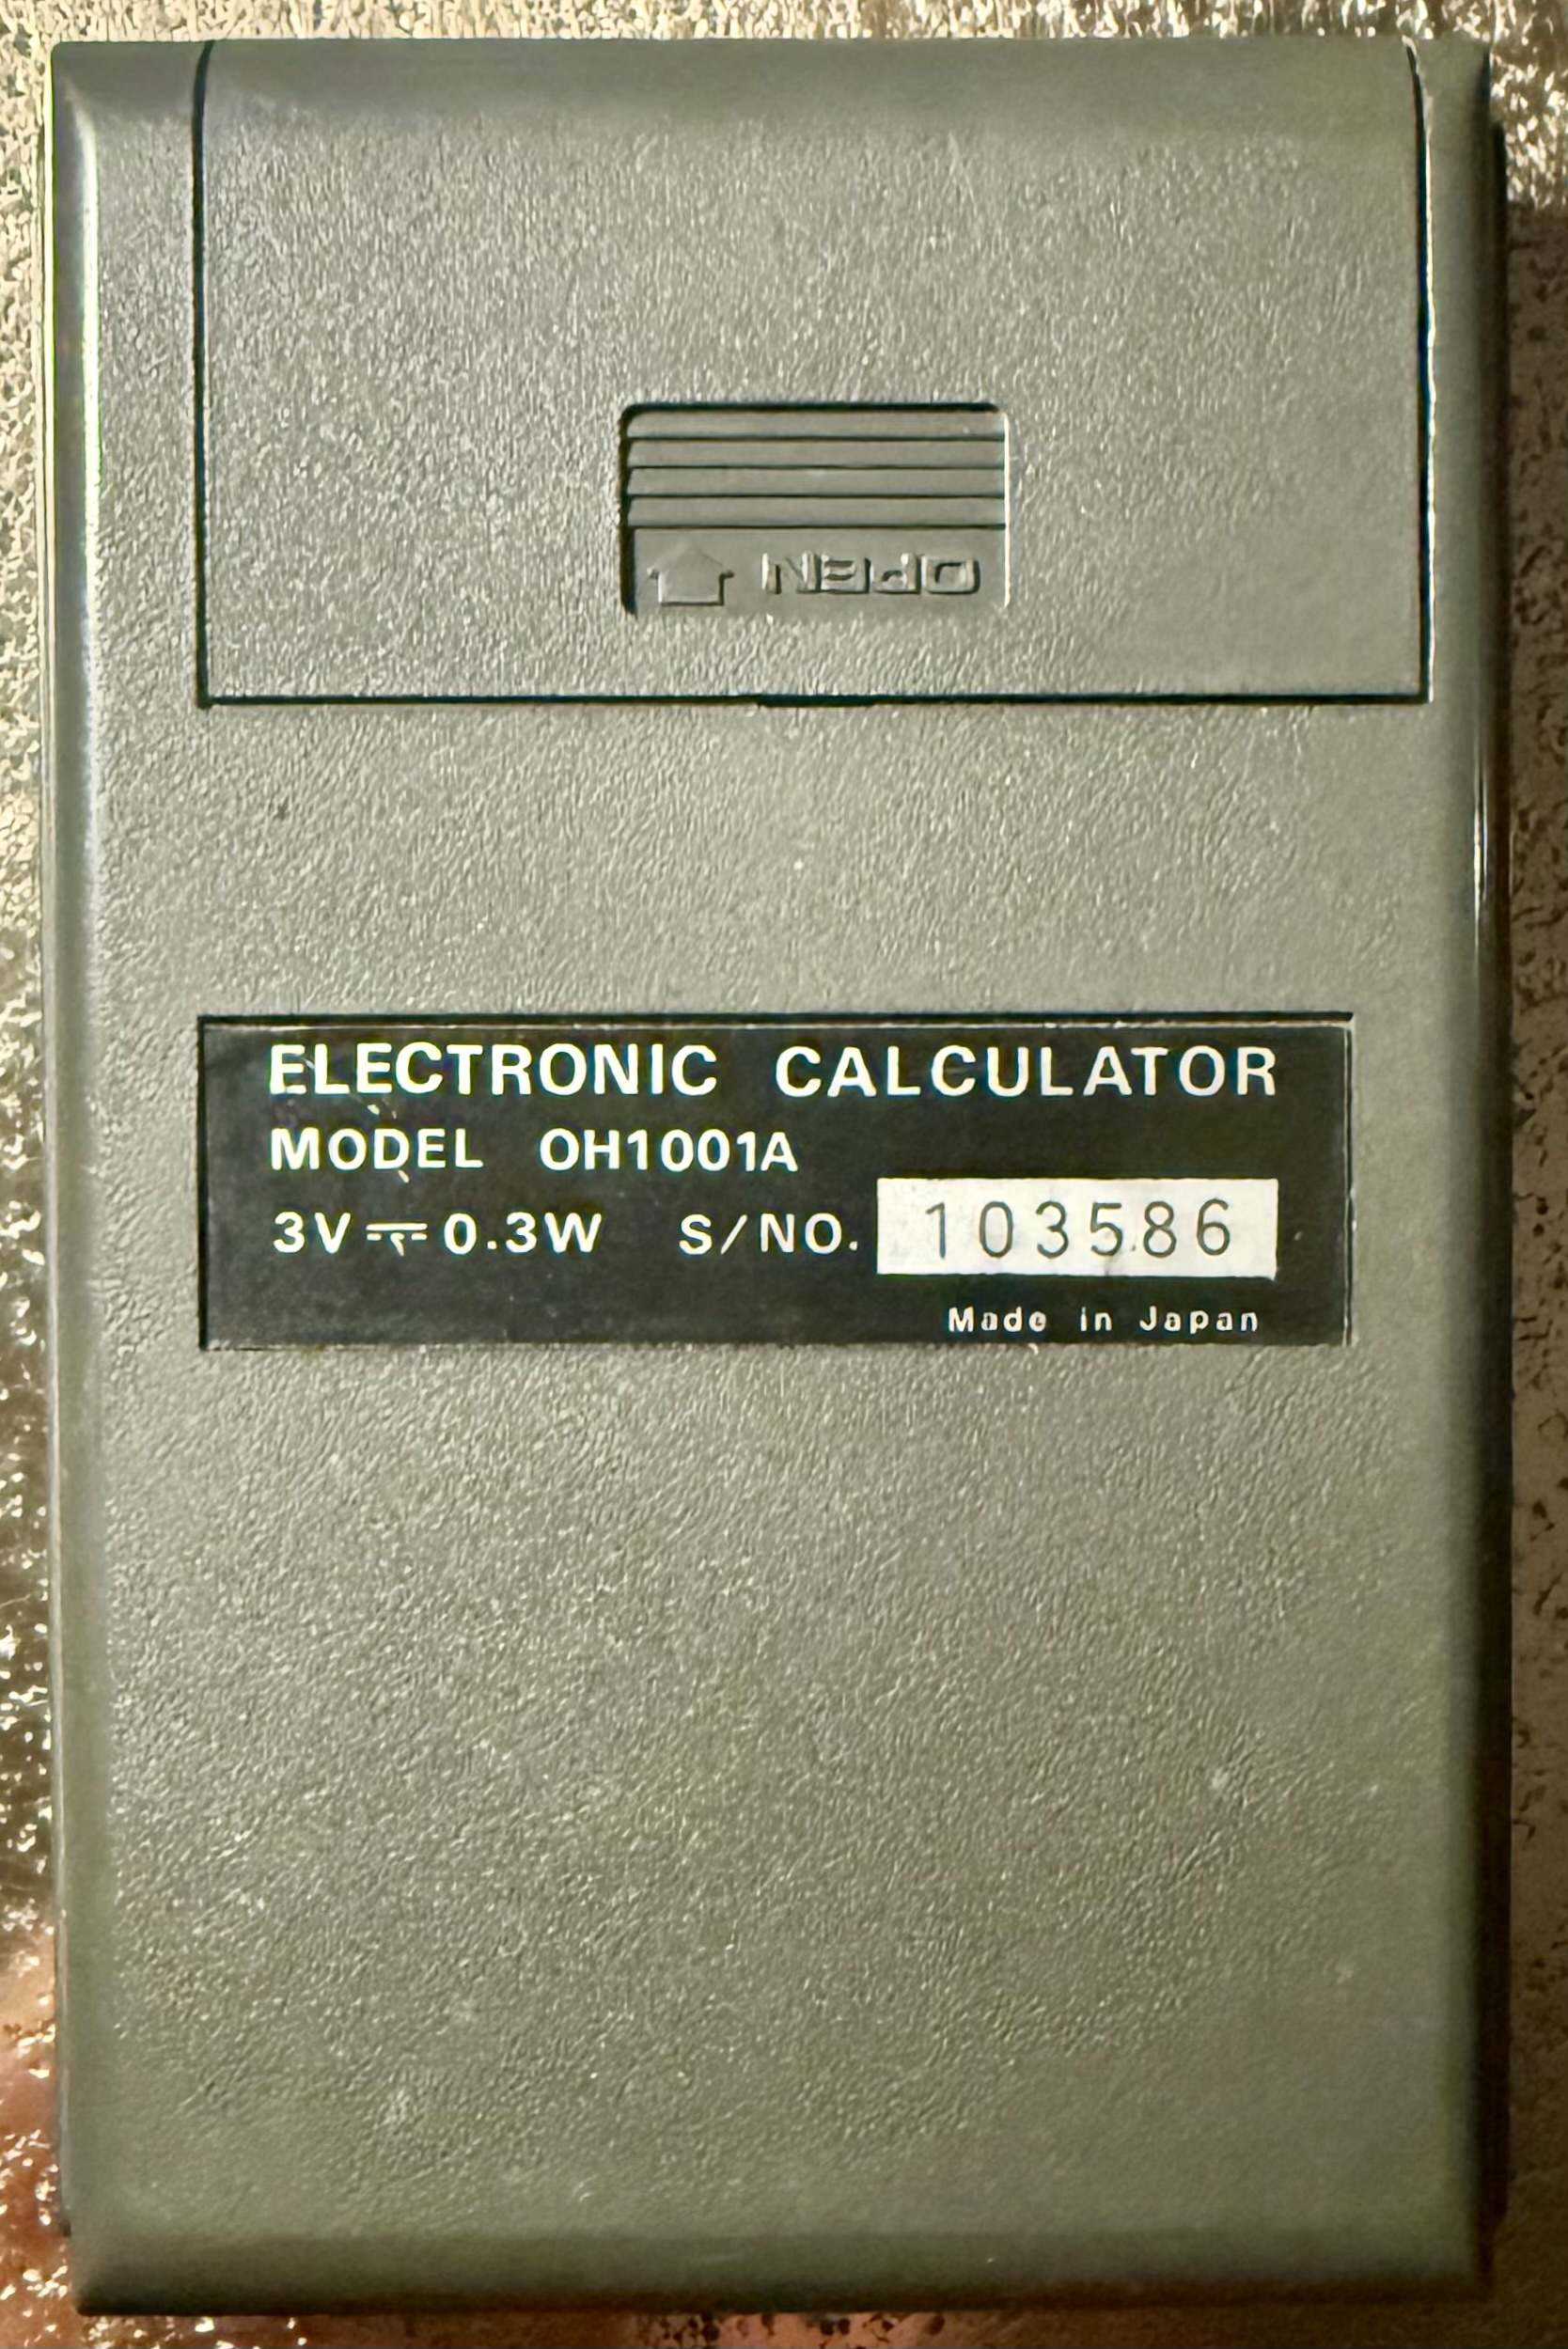 OPEN
ELECTRONIC CALCULATOR
MODEL OH1001A
3V⎓0.3W S/NO. 103586
Made in Japan